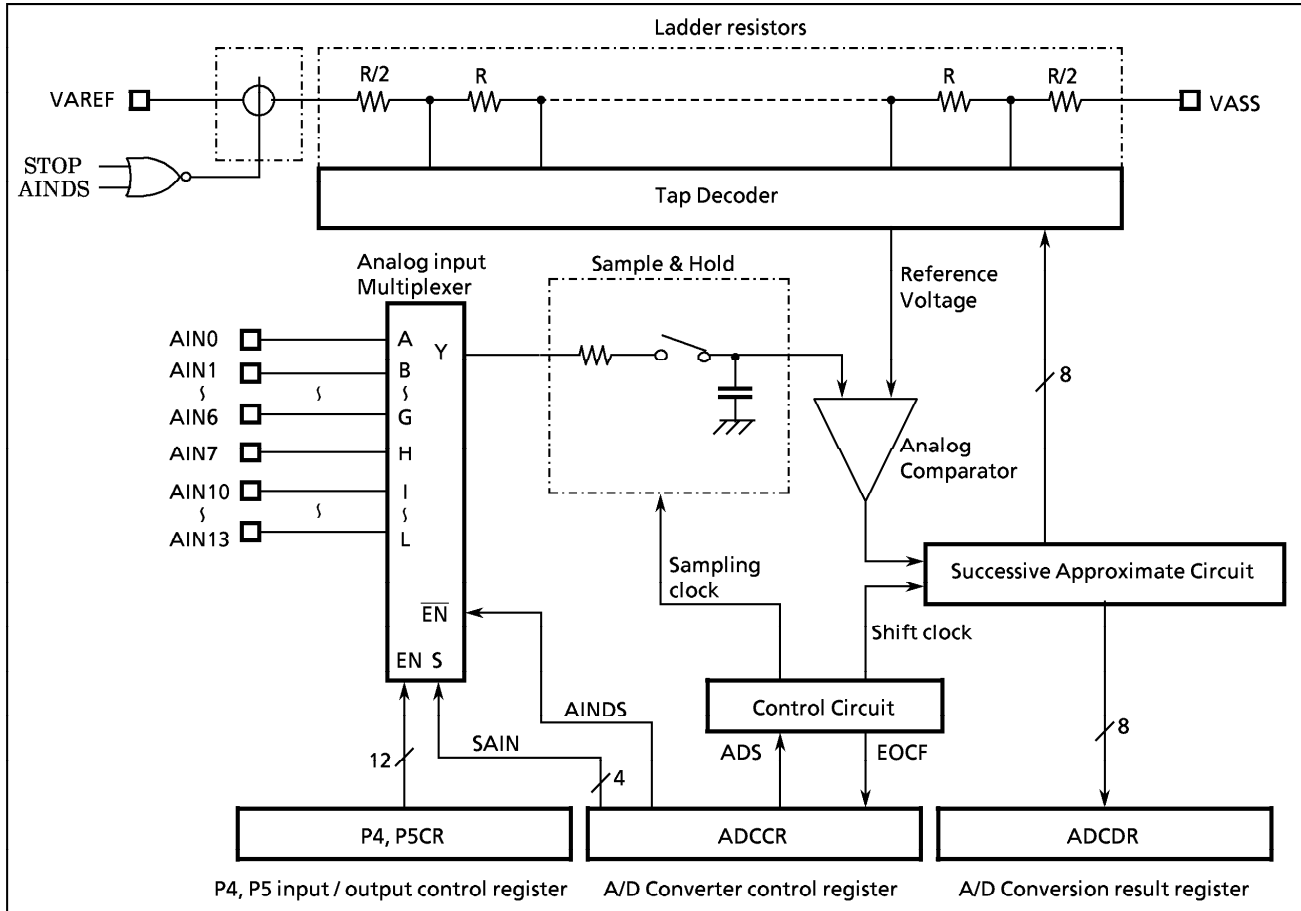 Ladder resistors
VAREF
R/2
R
R
R/2
VASS
STOP
AINDS
Tap Decoder
Analog input
Multiplexer
Sample & Hold
Reference
Voltage
AIN0
AIN1
AIN6
AIN7
AIN10
AIN13
A
B
G
H
I
L
Y
EN
EN S
8
Analog
Comparator
Successive Approximate Circuit
Sampling
clock
Shift clock
Control Circuit
AINDS
SAIN
ADS
EOCF
12
4
8
P4, P5CR
ADCCR
ADCDR
P4, P5 input / output control register
A/D Converter control register
A/D Conversion result register